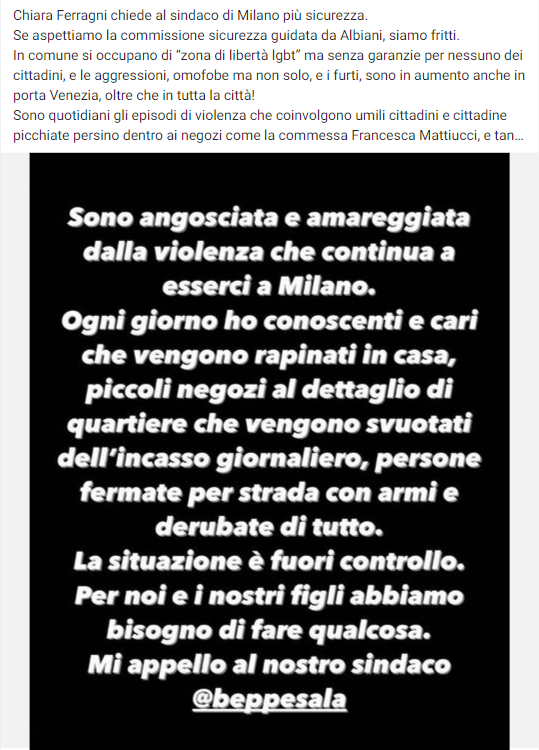 Chiara Ferragni chiede al sindaco di Milano più sicurezza.
Se aspettiamo la commissione sicurezza guidata da Albiani, siamo fritti.
In comune si occupano di “zona di libertà lgbt” ma senza garanzie per nessuno dei
cittadini, e le aggressioni, omofobe ma non solo, e i furti, sono in aumento anche in
porta Venezia, oltre che in tutta la città!
Sono quotidiani gli episodi di violenza che coinvolgono umili cittadini e cittadine
picchiate persino dentro ai negozi come la commessa Francesca Mattiucci, e tan...
Sono angosciata e amareggiata
dalla violenza che continua a
esserci a Milano.
Ogni giorno ho conoscenti e cari
che vengono rapinati in casa,
piccoli negozi al dettaglio di
quartiere che vengono svuotati
dell'incasso giornaliero, persone
fermate per strada con armi e
derubate di tutto.
La situazione è fuori controllo.
Per noi e i nostri figli abbiamo
bisogno di fare qualcosa.
Mi appello al nostro sindaco
@beppesala